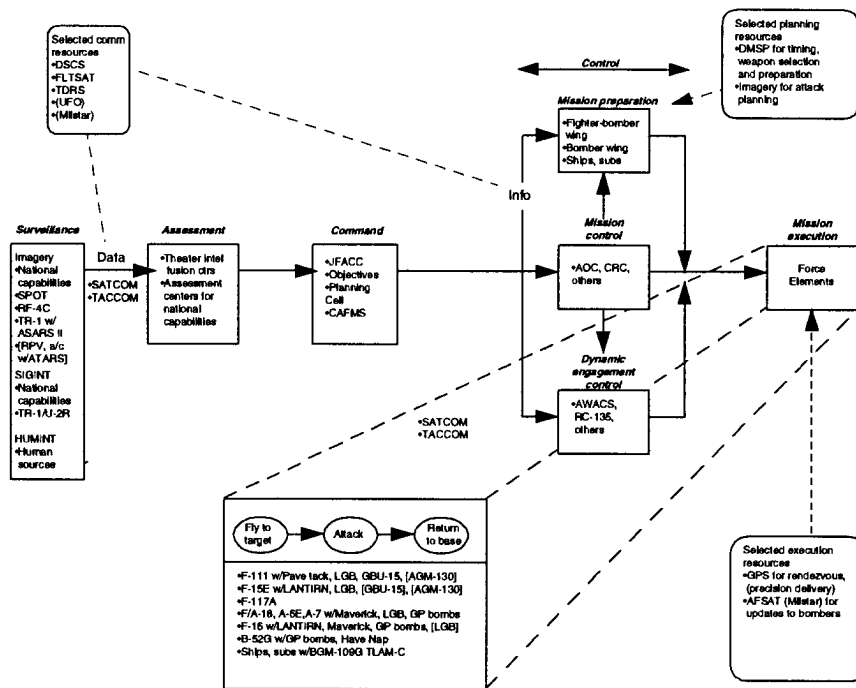 Selected comm
resources
•DSCS
•FLTSAT
•TDRS
•(UFO)
•(Milstar)
Selected planning
resources
•DMSP for timing,
weapon selection
and preparation
•Imagery for attack
planning
Control
Mission preparation
•Fighter-bomber
wing
•Bomber wing
•Ships, subs
Info
Surveillance
Imagery
•National
capabilities
•SPOT
•RF-4C
•TR-1 w/
ASARS II
•[RPV, a/c
w/ATARS]
SIGINT
•National
capabilities
•TR-1/U-2R
HUMINT
•Human
sources
Data
•SATCOM
•TACCOM
Assessment
•Theater intel
fusion ctrs
•Assessment
centers for
national
capabilities
Command
•JFACC
•Objectives
•Planning
Cell
•CAFMS
Mission
control
•AOC, CRC,
others
Mission
execution
Force
Elements
Dynamic
engagement
control
•AWACS,
RC-135,
others
•SATCOM
•TACCOM
Fly to
target
Attack
Return
to base
•F-111 w/Pave tack, LGB, GBU-15, [AGM-130]
•F-15E w/LANTIRN, LGB, [GBU-15], [AGM-130]
•F-117A
•F/A-18, A-6E,A-7 w/Maverick, LGB, GP bombs
•F-16 w/LANTIRN, Maverick, GP bombs, [LGB]
•B-52G w/GP bombs, Have Nap
•Ships, subs w/BGM-109G TLAM-C
Selected execution
resources
•GPS for rendezvous,
(precision delivery)
•AFSAT (Milstar) for
updates to bombers